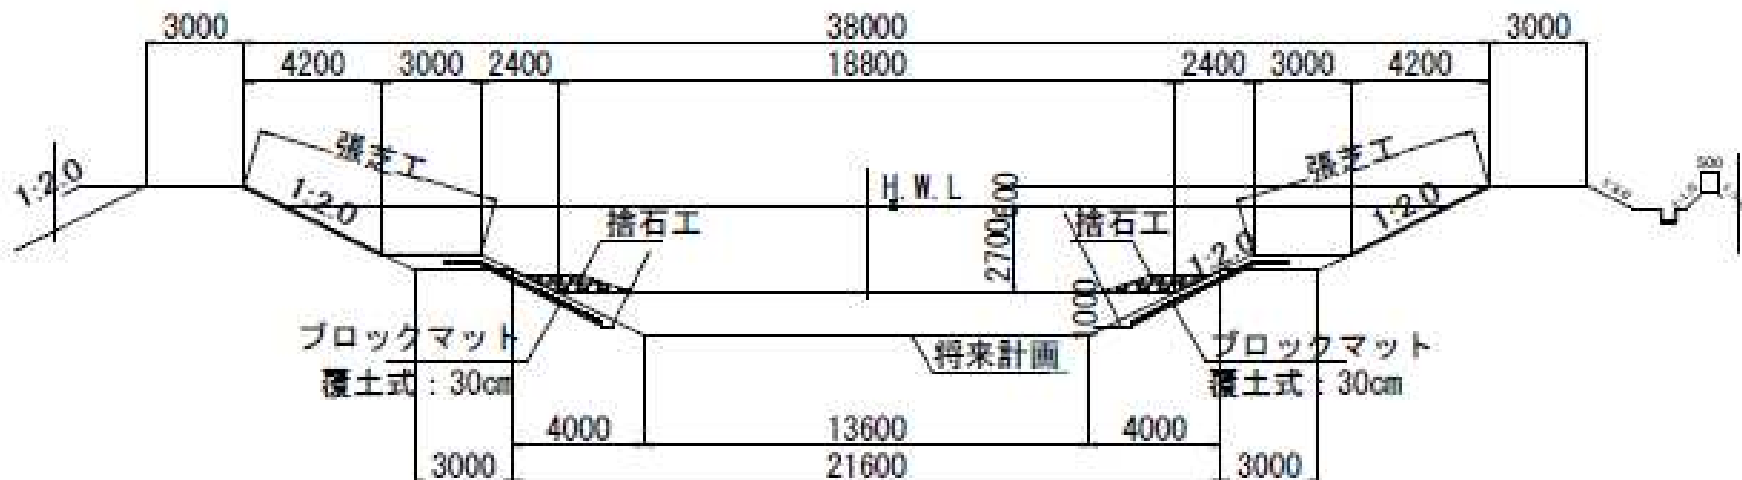 3000 38000 3000
4200 3000 2400 18800 2400 3000 4200
張芝工 張芝工
1:2.0 1:2.0 H.W.L 600 1:2.0 500
捨石工 2700 捨石工 1:2.0
1000
ブロックマット 将来計画 ブロックマット
覆土式:30cm 覆土式:30cm
4000 13600 4000
3000 21600 3000